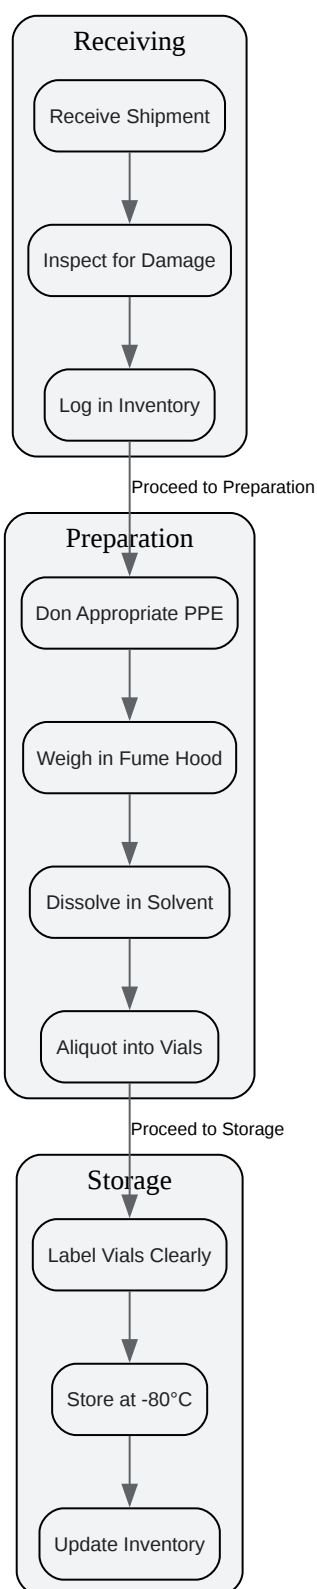 Receiving
Receive Shipment
Inspect for Damage
Log in Inventory
Proceed to Preparation
Preparation
Don Appropriate PPE
Weigh in Fume Hood
Dissolve in Solvent
Aliquot into Vials
Proceed to Storage
Storage
Label Vials Clearly
Store at -80°C
Update Inventory